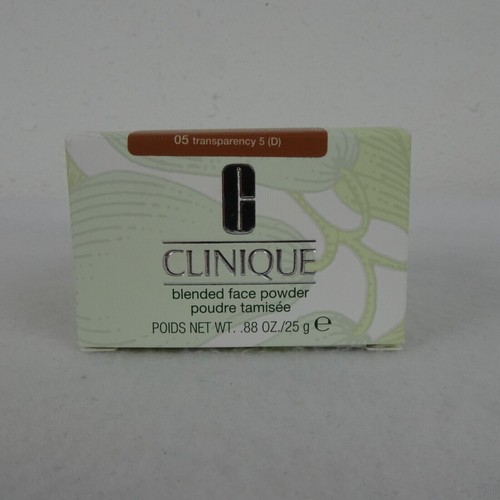 05 transparency 5 (D)
C
CLINIQUE
blended face powder
poudre tamisée
POIDS NET WT. .88 OZ./25 g ℮